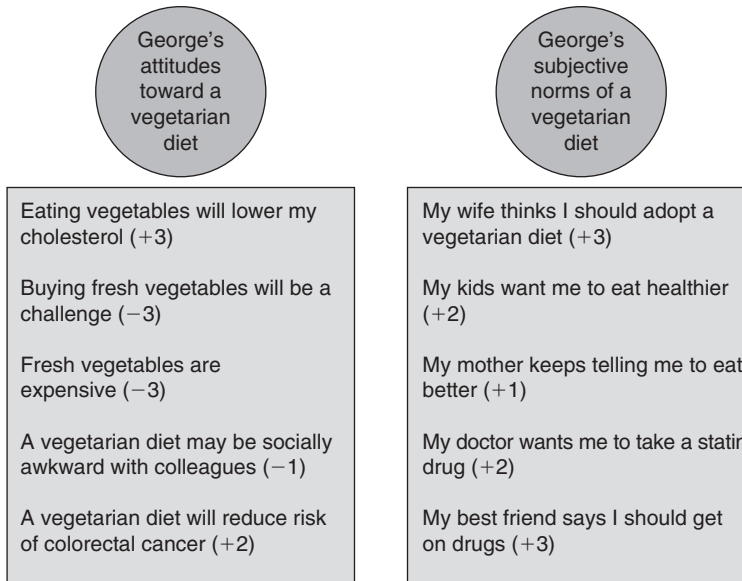 George's
attitudes
toward a
vegetarian
diet
Eating vegetables will lower my
cholesterol (+3)
Buying fresh vegetables will be a
challenge (−3)
Fresh vegetables are
expensive (−3)
A vegetarian diet may be socially
awkward with colleagues (−1)
A vegetarian diet will reduce risk
of colorectal cancer (+2)
George's
subjective
norms of a
vegetarian
diet
My wife thinks I should adopt a
vegetarian diet (+3)
My kids want me to eat healthier
(+2)
My mother keeps telling me to eat
better (+1)
My doctor wants me to take a statin
drug (+2)
My best friend says I should get
on drugs (+3)